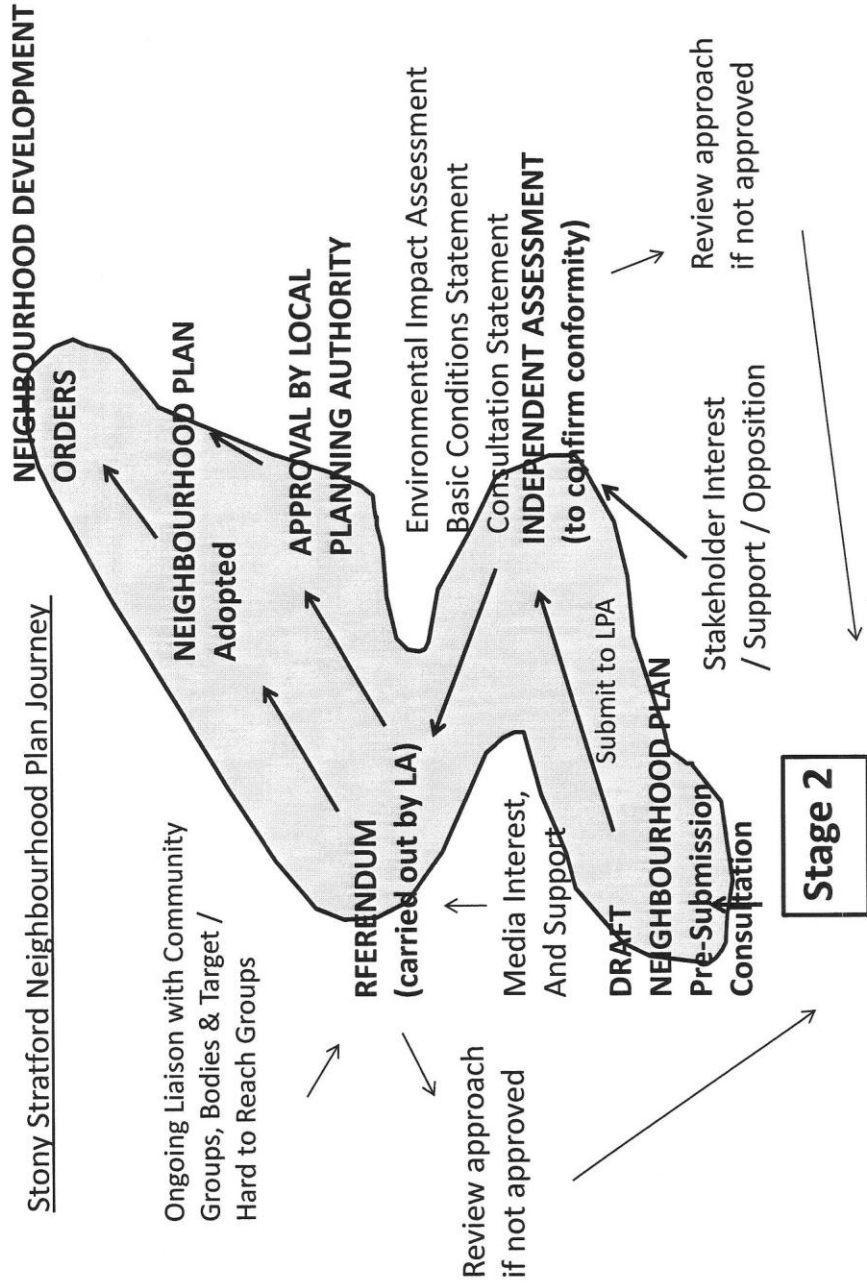 Stony Stratford Neighbourhood Plan Journey
NEIGHBOURHOOD DEVELOPMENT
ORDERS
NEIGHBOURHOOD PLAN
Adopted
Ongoing Liaison with Community
Groups, Bodies & Target /
Hard to Reach Groups
APPROVAL BY LOCAL
PLANNING AUTHORITY
RFERENDUM
(carried out by LA)
Environmental Impact Assessment
Basic Conditions Statement
Consultation Statement
INDEPENDENT ASSESSMENT
(to confirm conformity)
Review approach
if not approved
Media Interest,
And Support
Submit to LPA
DRAFT
NEIGHBOURHOOD PLAN
Pre-Submission
Consultation
Stakeholder Interest
/ Support / Opposition
Review approach
if not approved
Stage 2